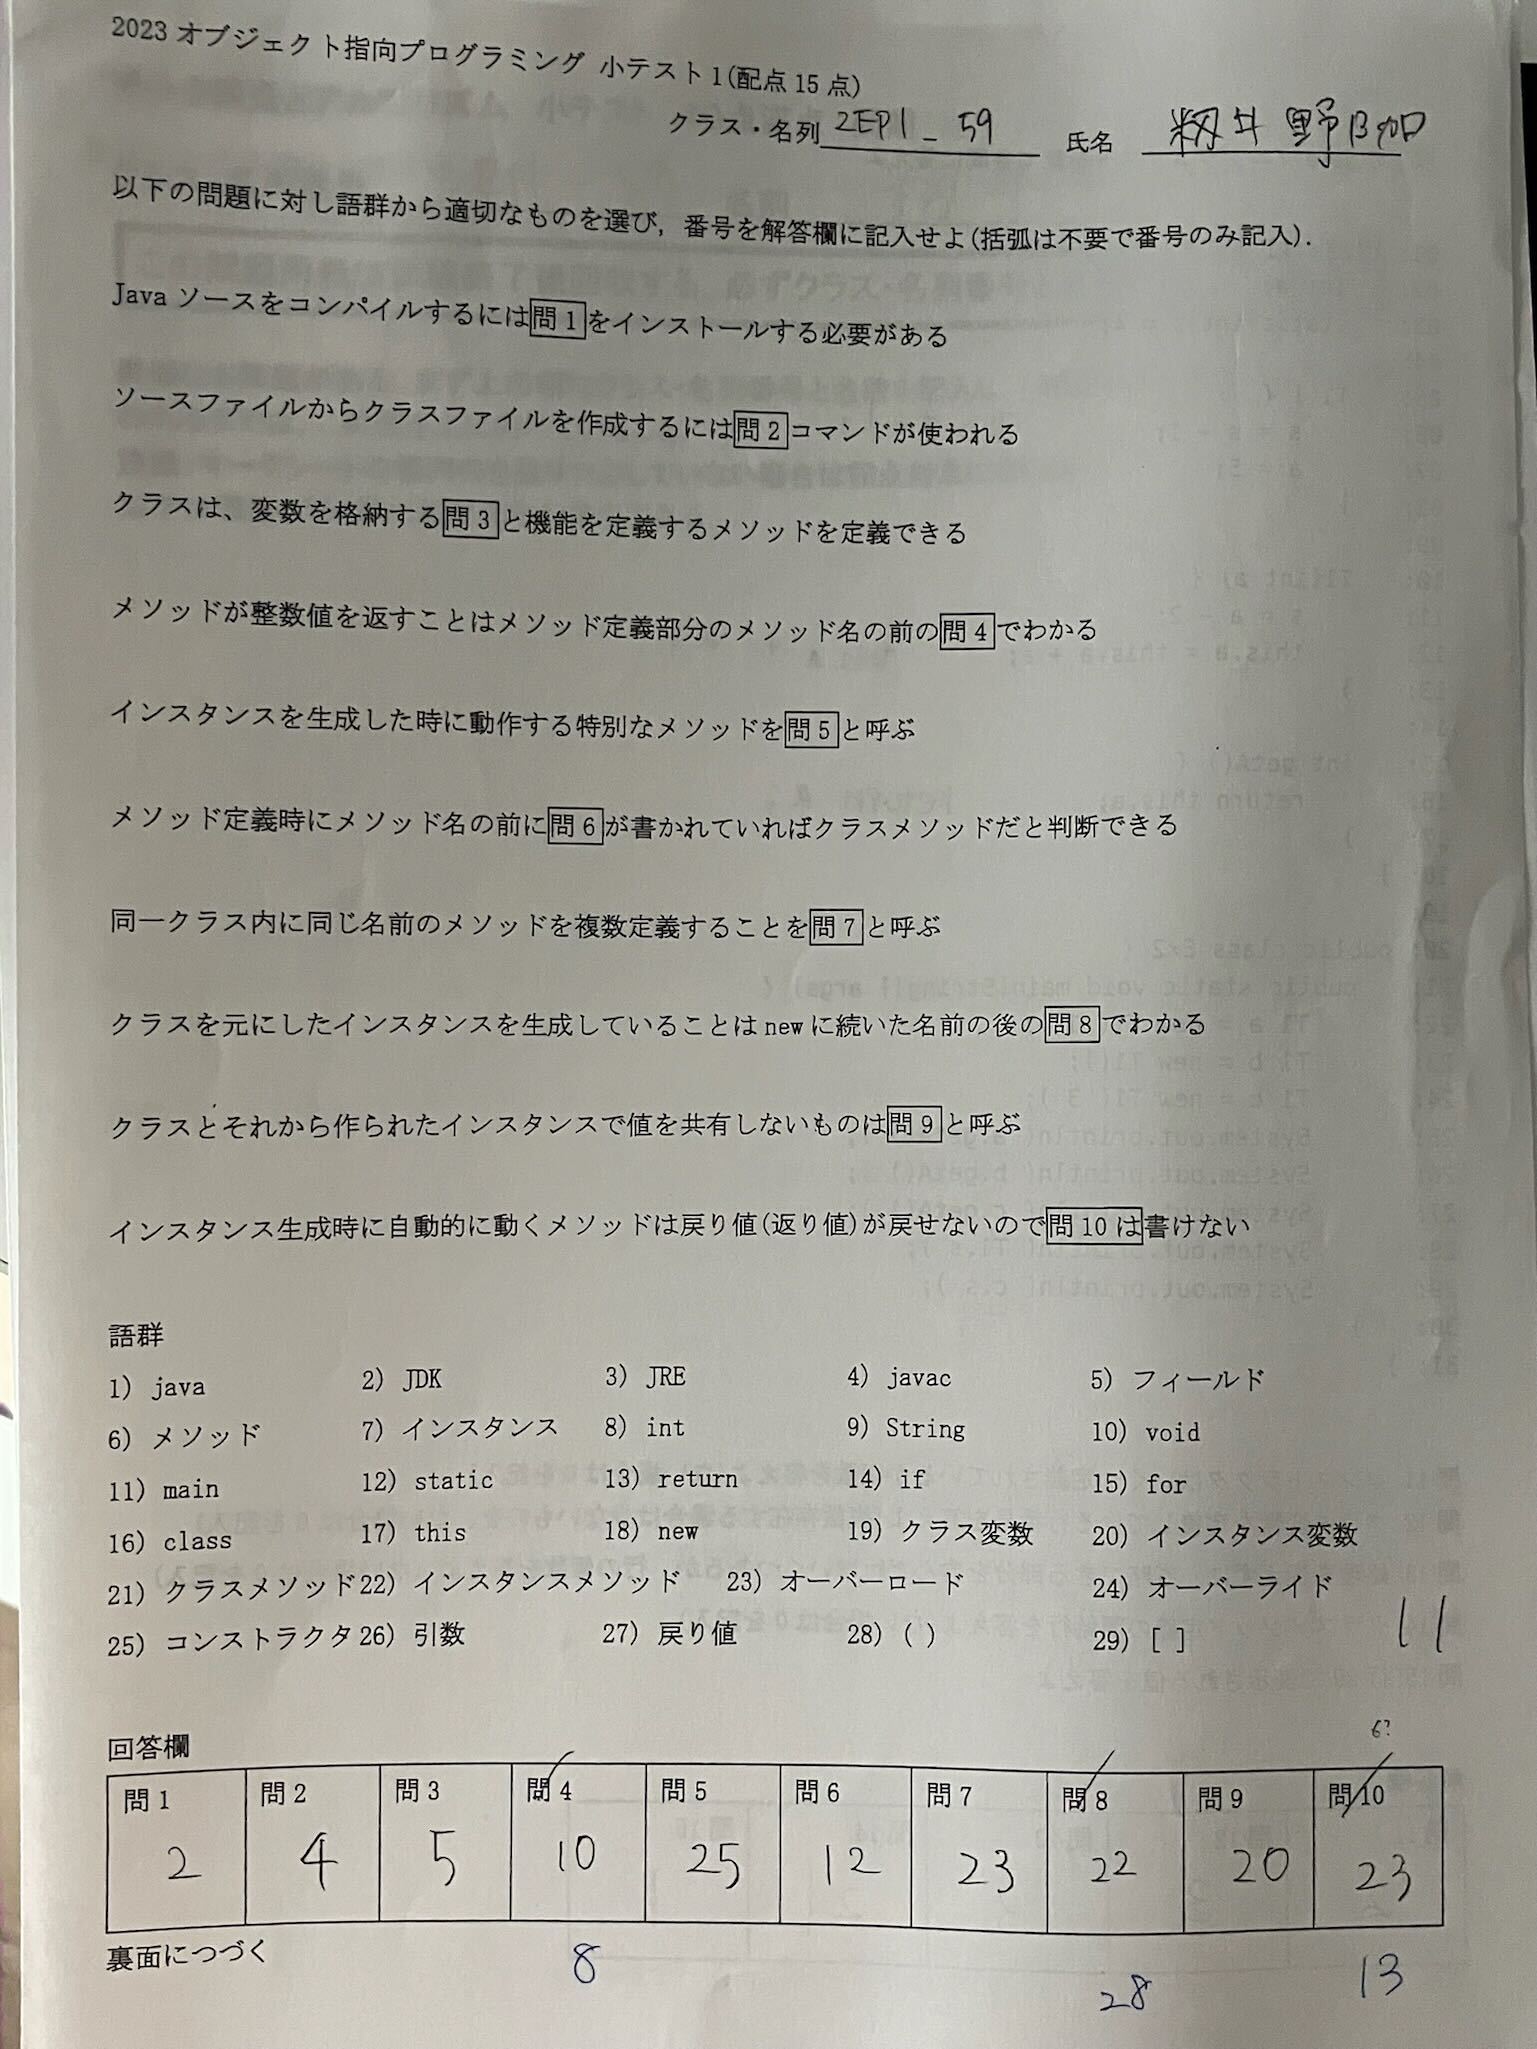 2023 オブジェクト指向プログラミング 小テスト1(配点 15 点)
クラス・名列 2EP1_59 氏名 籾井 野乃加
以下の問題に対し語群から適切なものを選び，番号を解答欄に記入せよ(括弧は不要で番号のみ記入).
Java ソースをコンパイルするには問1をインストールする必要がある
ソースファイルからクラスファイルを作成するには問2コマンドが使われる
クラスは、変数を格納する問3と機能を定義するメソッドを定義できる
メソッドが整数値を返すことはメソッド定義部分のメソッド名の前の問4でわかる
インスタンスを生成した時に動作する特別なメソッドを問5と呼ぶ
メソッド定義時にメソッド名の前に問6が書かれていればクラスメソッドだと判断できる
同一クラス内に同じ名前のメソッドを複数定義することを問7と呼ぶ
クラスを元にしたインスタンスを生成していることは new に続いた名前の後の問8でわかる
クラスとそれから作られたインスタンスで値を共有しないものは問9と呼ぶ
インスタンス生成時に自動的に動くメソッドは戻り値(返り値)が戻せないので問10は書けない
語群
1) java 2) JDK 3) JRE 4) javac 5) フィールド
6) メソッド 7) インスタンス 8) int 9) String 10) void
11) main 12) static 13) return 14) if 15) for
16) class 17) this 18) new 19) クラス変数 20) インスタンス変数
21) クラスメソッド 22) インスタンスメソッド 23) オーバーロード 24) オーバーライド
25) コンストラクタ 26) 引数 27) 戻り値 28) ( ) 29) [ ]
11
6?
回答欄
問1 問2 問3 問4 問5 問6 問7 問8 問9 問10
2 4 5 10 25 12 23 22 20 23
裏面につづく
8 28 13